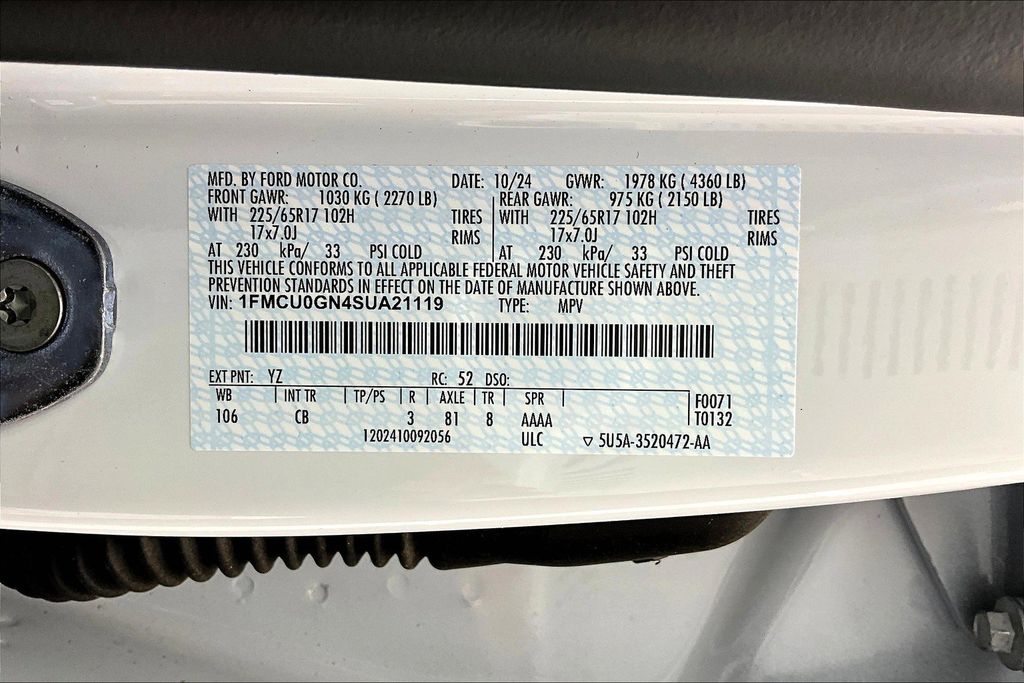 MFD. BY FORD MOTOR CO. DATE: 10/24 GVWR: 1978 KG ( 4360 LB)
FRONT GAWR: 1030 KG ( 2270 LB) REAR GAWR: 975 KG ( 2150 LB)
WITH 225/65R17 102H TIRES WITH 225/65R17 102H TIRES
17x7.0J RIMS 17x7.0J RIMS
AT 230 kPa/ 33 PSI COLD AT 230 kPa/ 33 PSI COLD
THIS VEHICLE CONFORMS TO ALL APPLICABLE FEDERAL MOTOR VEHICLE SAFETY AND THEFT
PREVENTION STANDARDS IN EFFECT ON THE DATE OF MANUFACTURE SHOWN ABOVE.
VIN: 1FMCU0GN4SUA21119 TYPE: MPV
EXT PNT: YZ RC: 52 DSO:
WB INT TR TP/PS R AXLE TR SPR F0071
106 CB 3 81 8 AAAA T0132
1202410092056 ULC ▽ 5U5A-3520472-AA